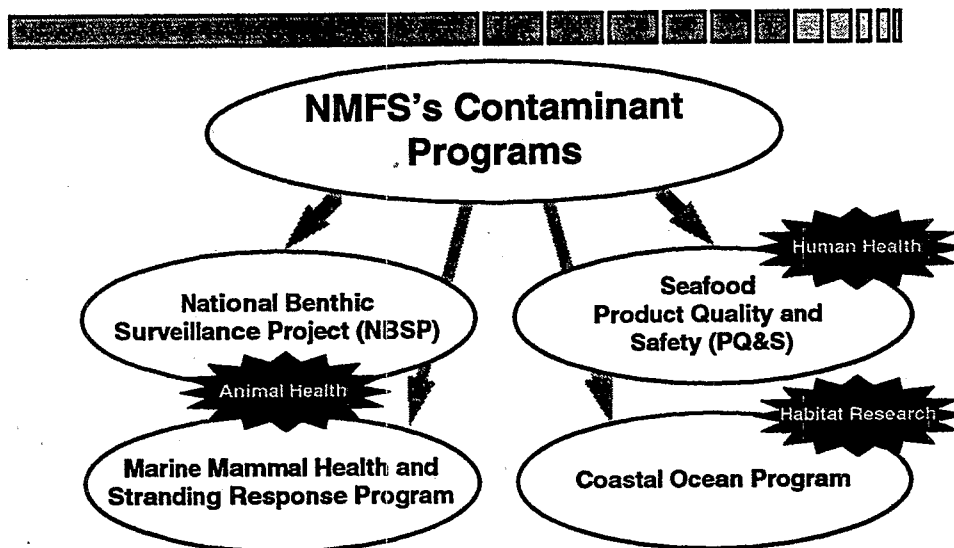 NMFS's Contaminant
Programs
Human Health
National Benthic
Surveillance Project (NBSP)
Seafood
Product Quality and
Safety (PQ&S)
Animal Health
Habitat Research
Marine Mammal Health and
Stranding Response Program
Coastal Ocean Program